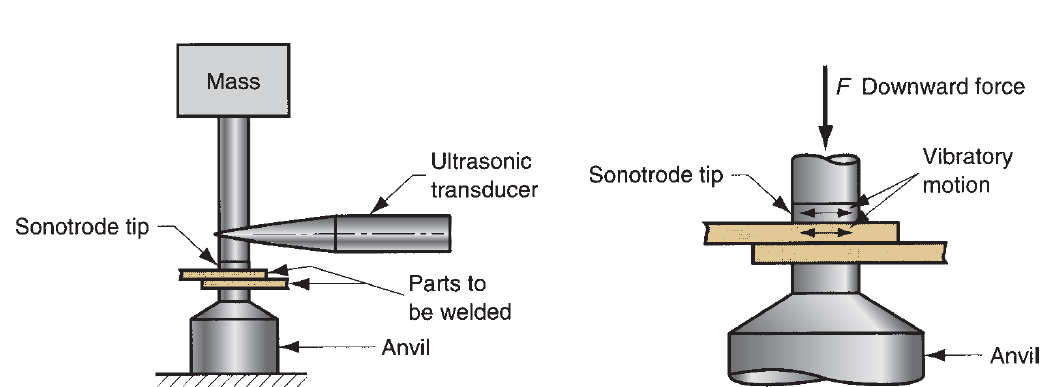 Mass
Ultrasonic
transducer
Sonotrode tip
Parts to
be welded
Anvil
F Downward force
Vibratory
motion
Sonotrode tip
Anvil